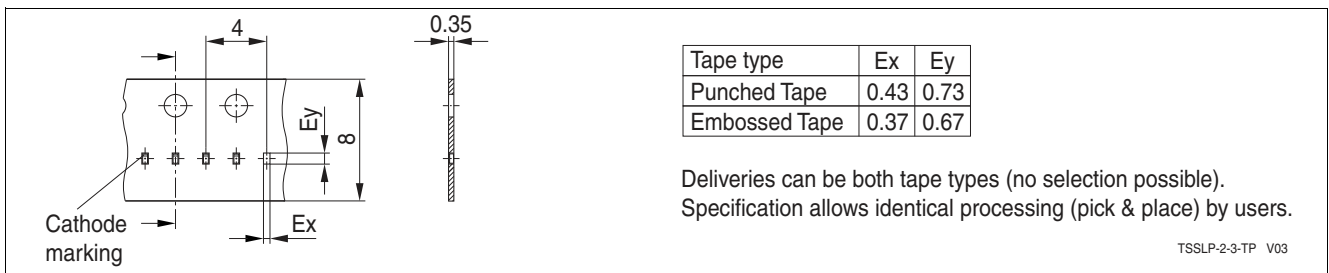 4
0.35
Ey
8
Ex
Cathode
marking
Tape type Ex Ey
Punched Tape 0.43 0.73
Embossed Tape 0.37 0.67
Deliveries can be both tape types (no selection possible).
Specification allows identical processing (pick & place) by users.
TSSLP-2-3-TP V03